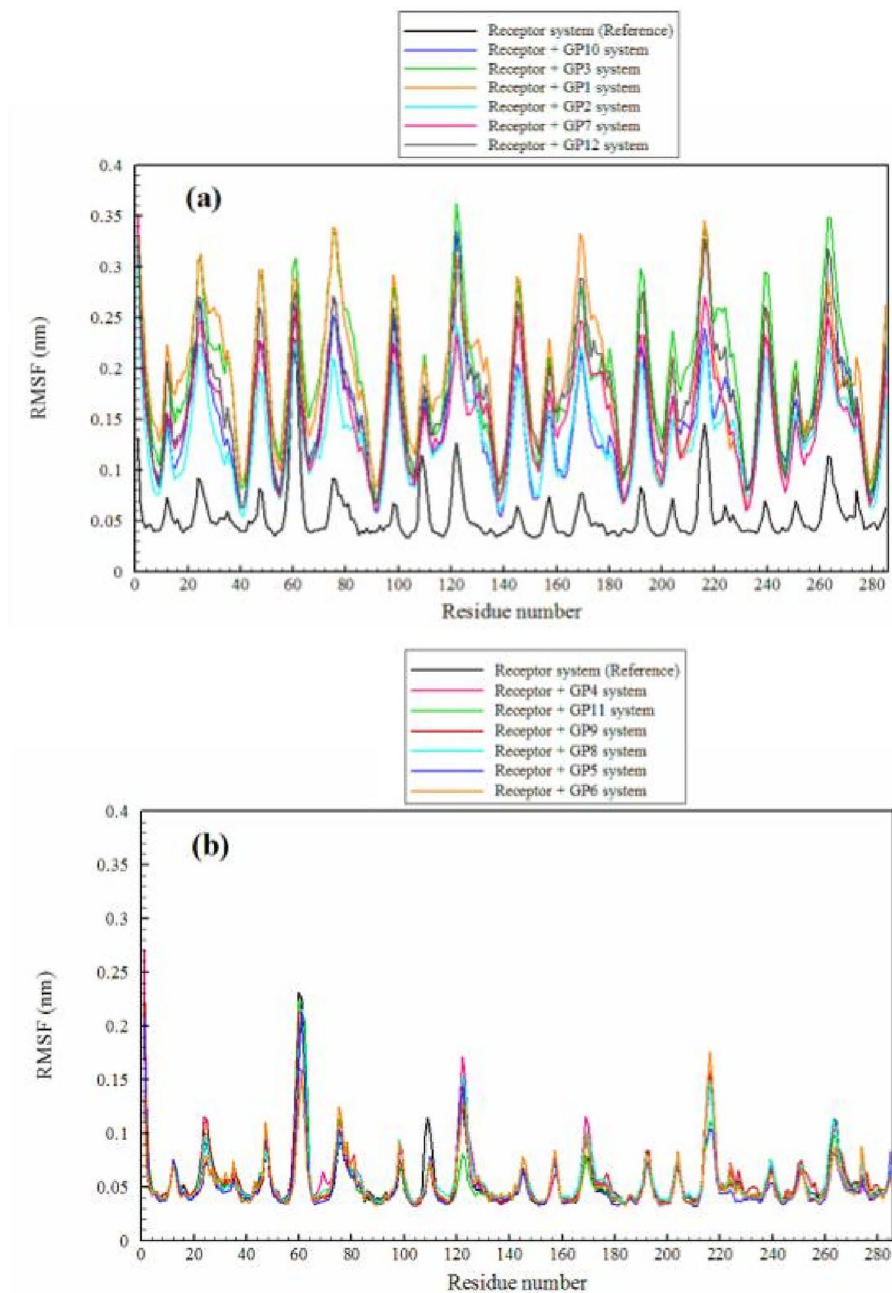 Receptor system (Reference)
Receptor + GP10 system
Receptor + GP3 system
Receptor + GP1 system
Receptor + GP2 system
Receptor + GP7 system
Receptor + GP12 system
(a)
RMSF (nm)
0.4
0.35
0.3
0.25
0.2
0.15
0.1
0.05
0
0 20 40 60 80 100 120 140 160 180 200 220 240 260 280
Residue number
Receptor system (Reference)
Receptor + GP4 system
Receptor + GP11 system
Receptor + GP9 system
Receptor + GP8 system
Receptor + GP5 system
Receptor + GP6 system
(b)
RMSF (nm)
0.4
0.35
0.3
0.25
0.2
0.15
0.1
0.05
0
0 20 40 60 80 100 120 140 160 180 200 220 240 260 280
Residue number